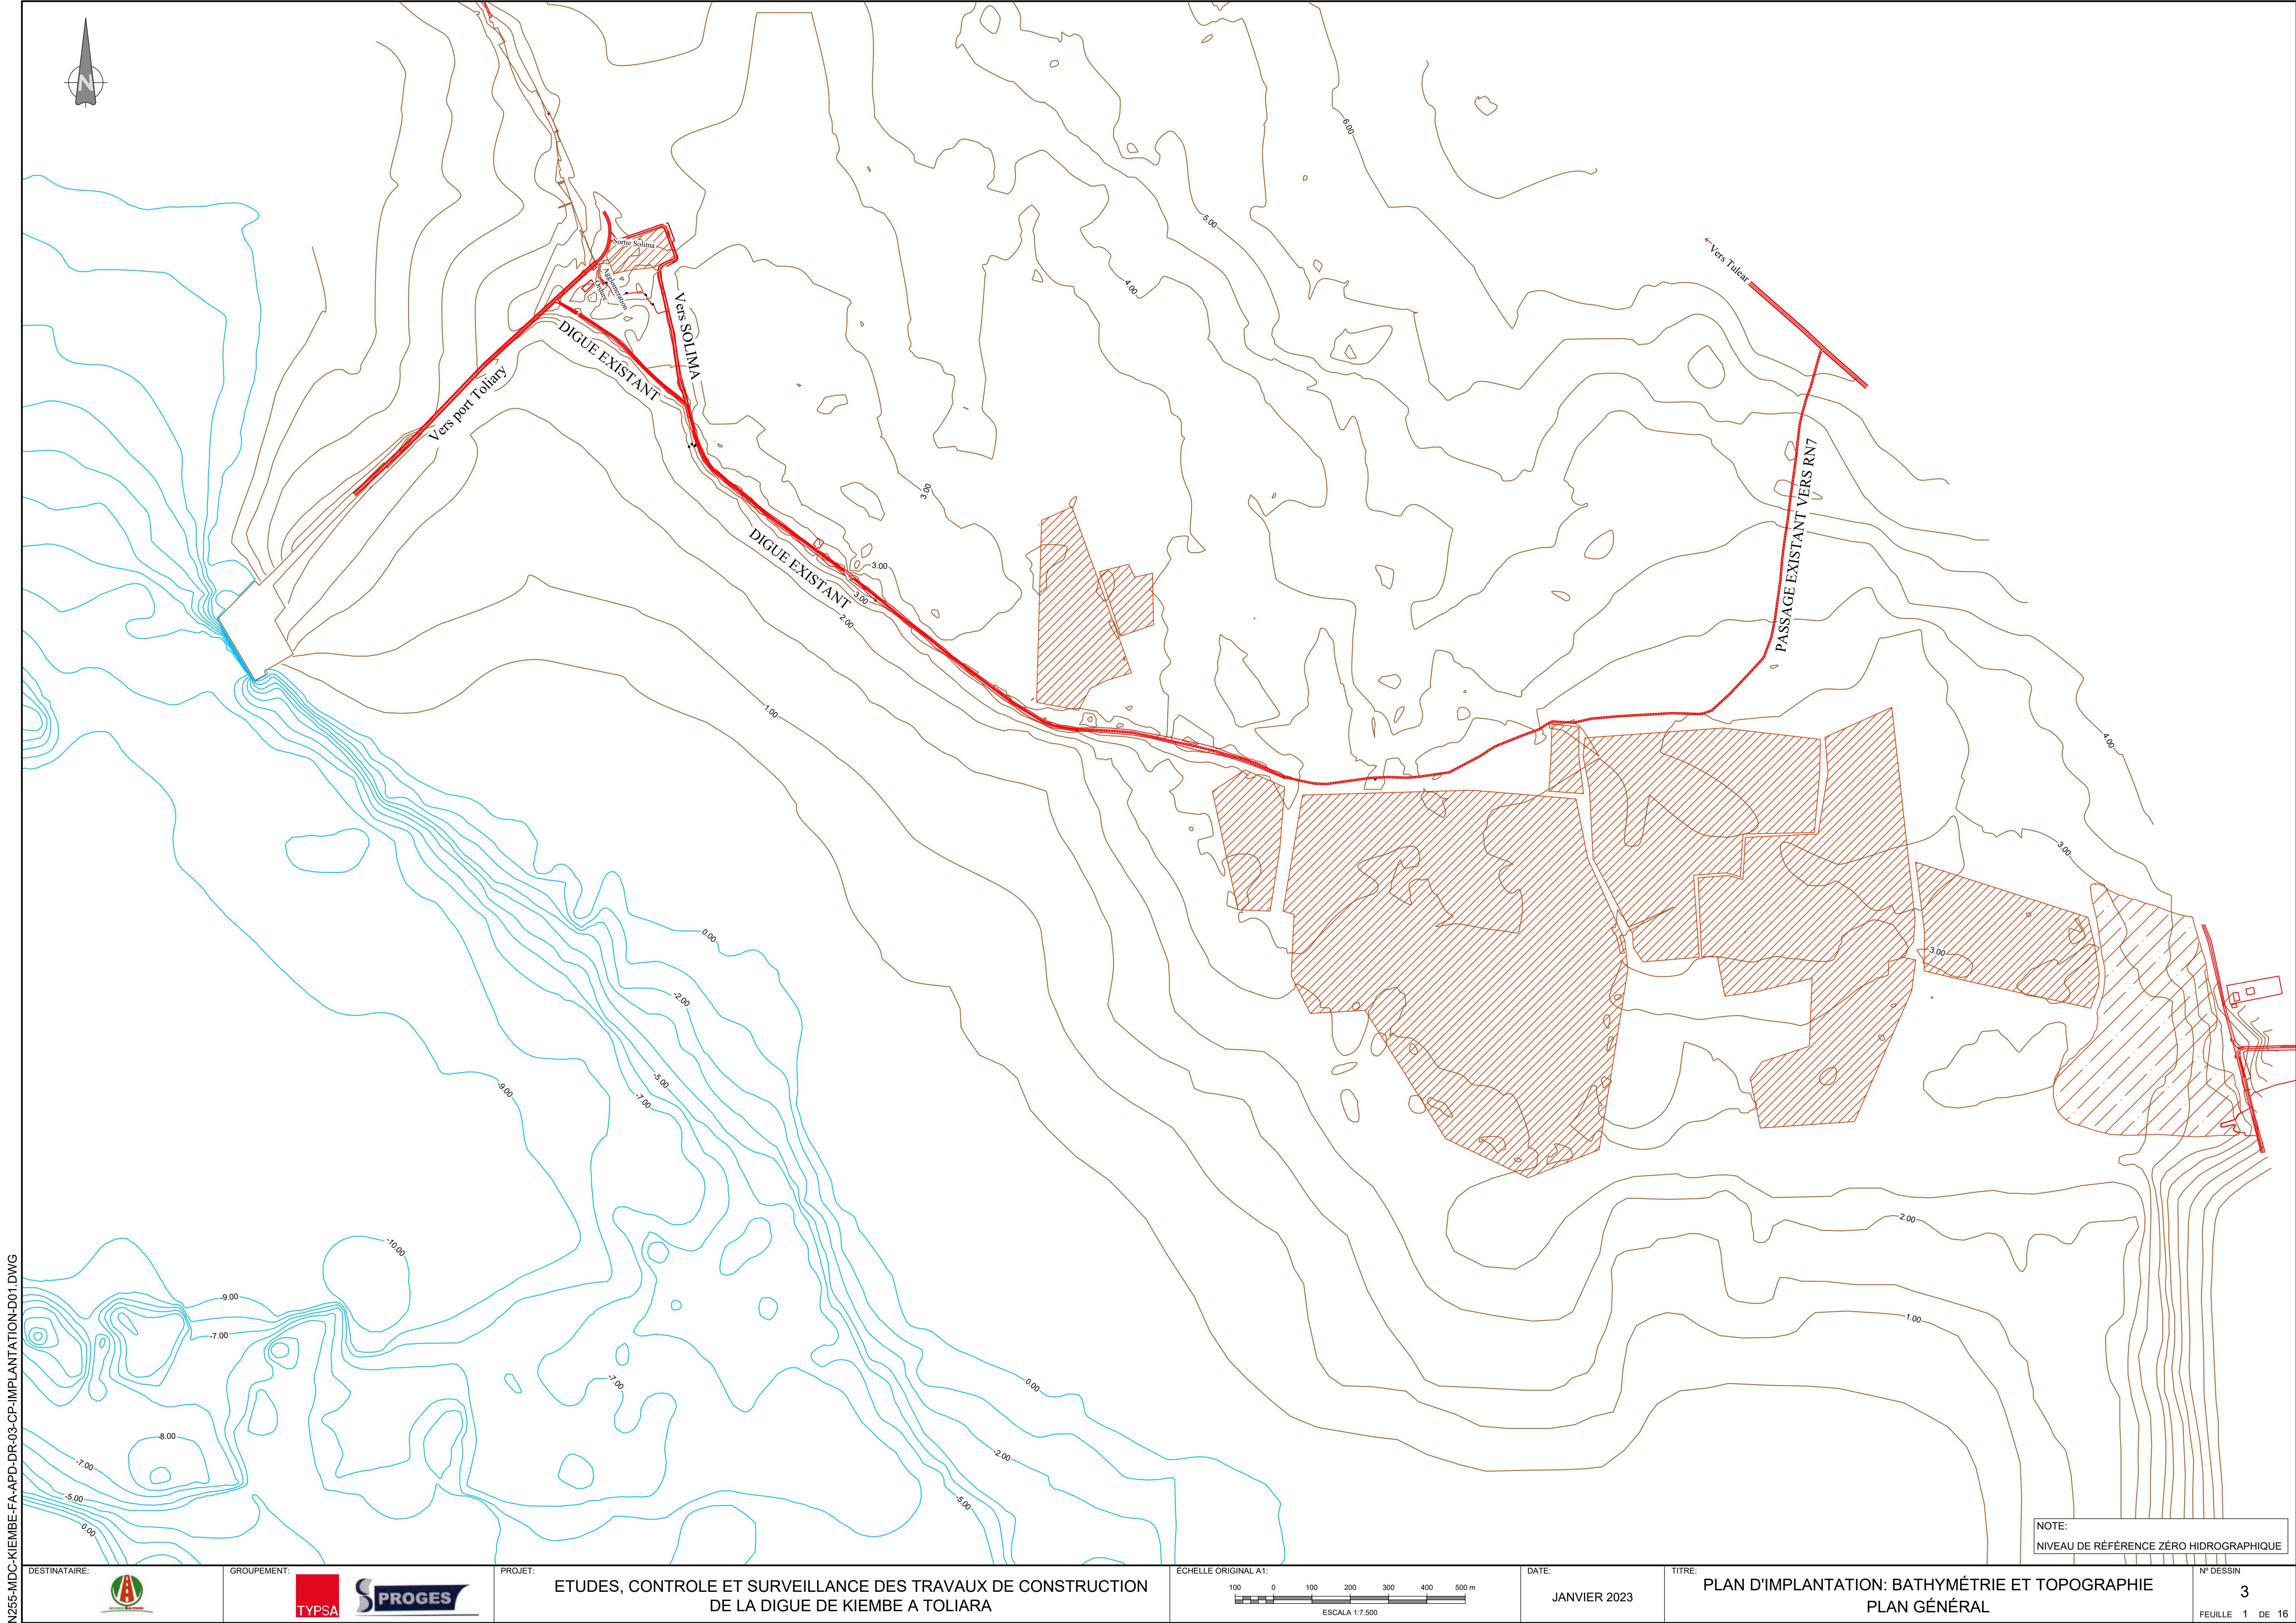 N
6.00
5.00
Sortie Solima
Agglomeration
Ordure
Vers Tulear
4.00
Vers SOLIMA
DIGUE EXISTANT
Vers port Toliary
PASSAGE EXISTANT VERS RN7
3.00
DIGUE EXISTANT
3.00
3.00
2.00
1.00
4.00
3.00
0.00
3.00
-2.00
-5.00
-9.00
-7.00
2.00
-10.00
-9.00
1.00
-7.00
-7.00
0.00
-8.00
-2.00
-7.00
-5.00
-5.00
0.00
NOTE:
NIVEAU DE RÉFÉRENCE ZÉRO HIDROGRAPHIQUE
N255-MDC-KIEMBE-FA-APD-DR-03-CP-IMPLANTATION-D01.DWG
DESTINATAIRE:
GROUPEMENT:
TYPSA
PROGES
PROJET:
ETUDES, CONTROLE ET SURVEILLANCE DES TRAVAUX DE CONSTRUCTION
DE LA DIGUE DE KIEMBE A TOLIARA
ÉCHELLE ORIGINAL A1:
100 0 100 200 300 400 500 m
ESCALA 1:7.500
DATE:
JANVIER 2023
TITRE:
PLAN D'IMPLANTATION: BATHYMÉTRIE ET TOPOGRAPHIE
PLAN GÉNÉRAL
Nº DESSIN
3
FEUILLE 1 DE 16